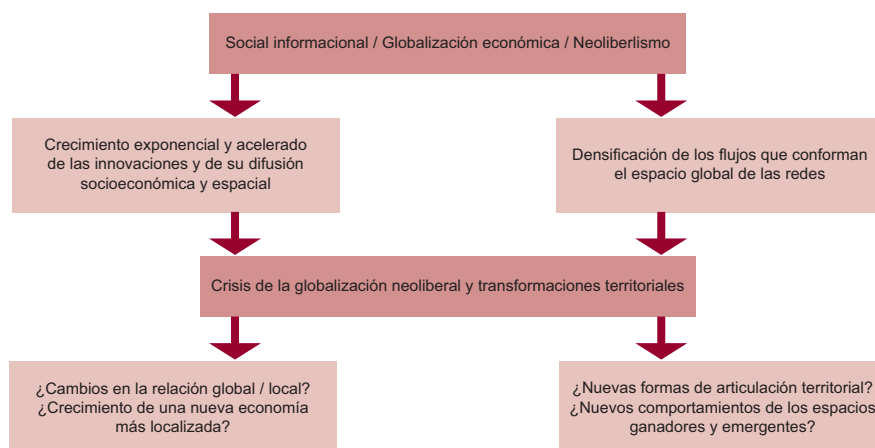 Social informacional / Globalización económica / Neoliberlismo
Crecimiento exponencial y acelerado
de las innovaciones y de su difusión
socioeconómica y espacial
Densificación de los flujos que conforman
el espacio global de las redes
Crisis de la globalización neoliberal y transformaciones territoriales
¿Cambios en la relación global / local?
¿Crecimiento de una nueva economía
más localizada?
¿Nuevas formas de articulación territorial?
¿Nuevos comportamientos de los espacios
ganadores y emergentes?